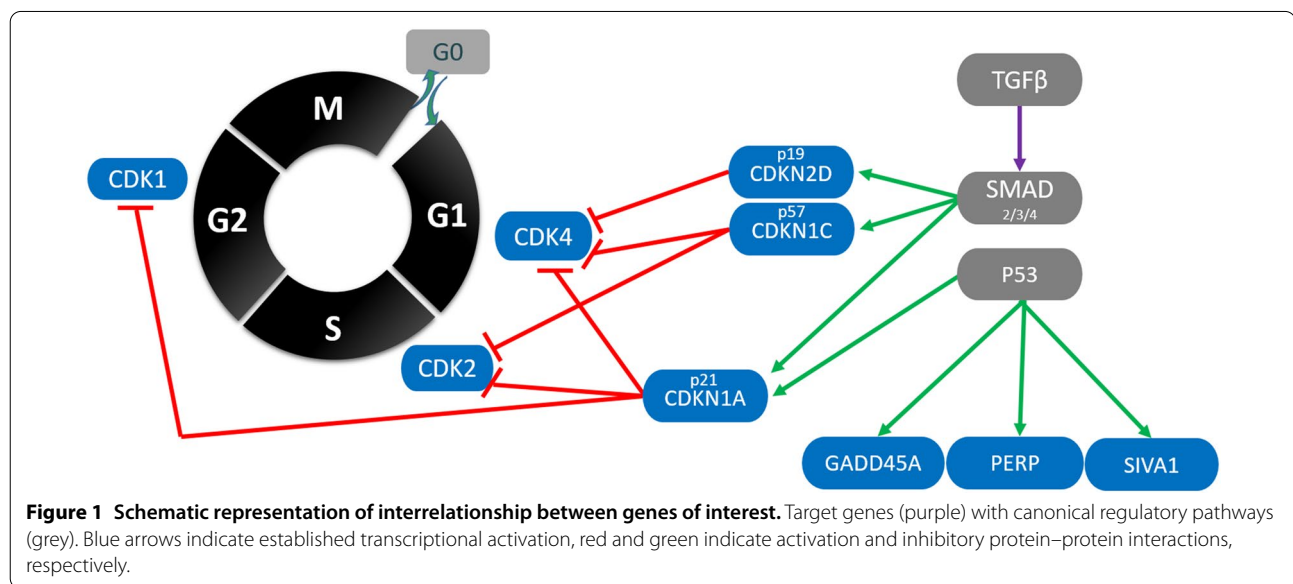 G0
M
TGFβ
CDK1
p19
CDKN2D
SMAD
2/3/4
G2
G1
p57
CDKN1C
CDK4
P53
S
CDK2
p21
CDKN1A
GADD45A
PERP
SIVA1
Figure 1 Schematic representation of interrelationship between genes of interest. Target genes (purple) with canonical regulatory pathways
(grey). Blue arrows indicate established transcriptional activation, red and green indicate activation and inhibitory protein–protein interactions,
respectively.